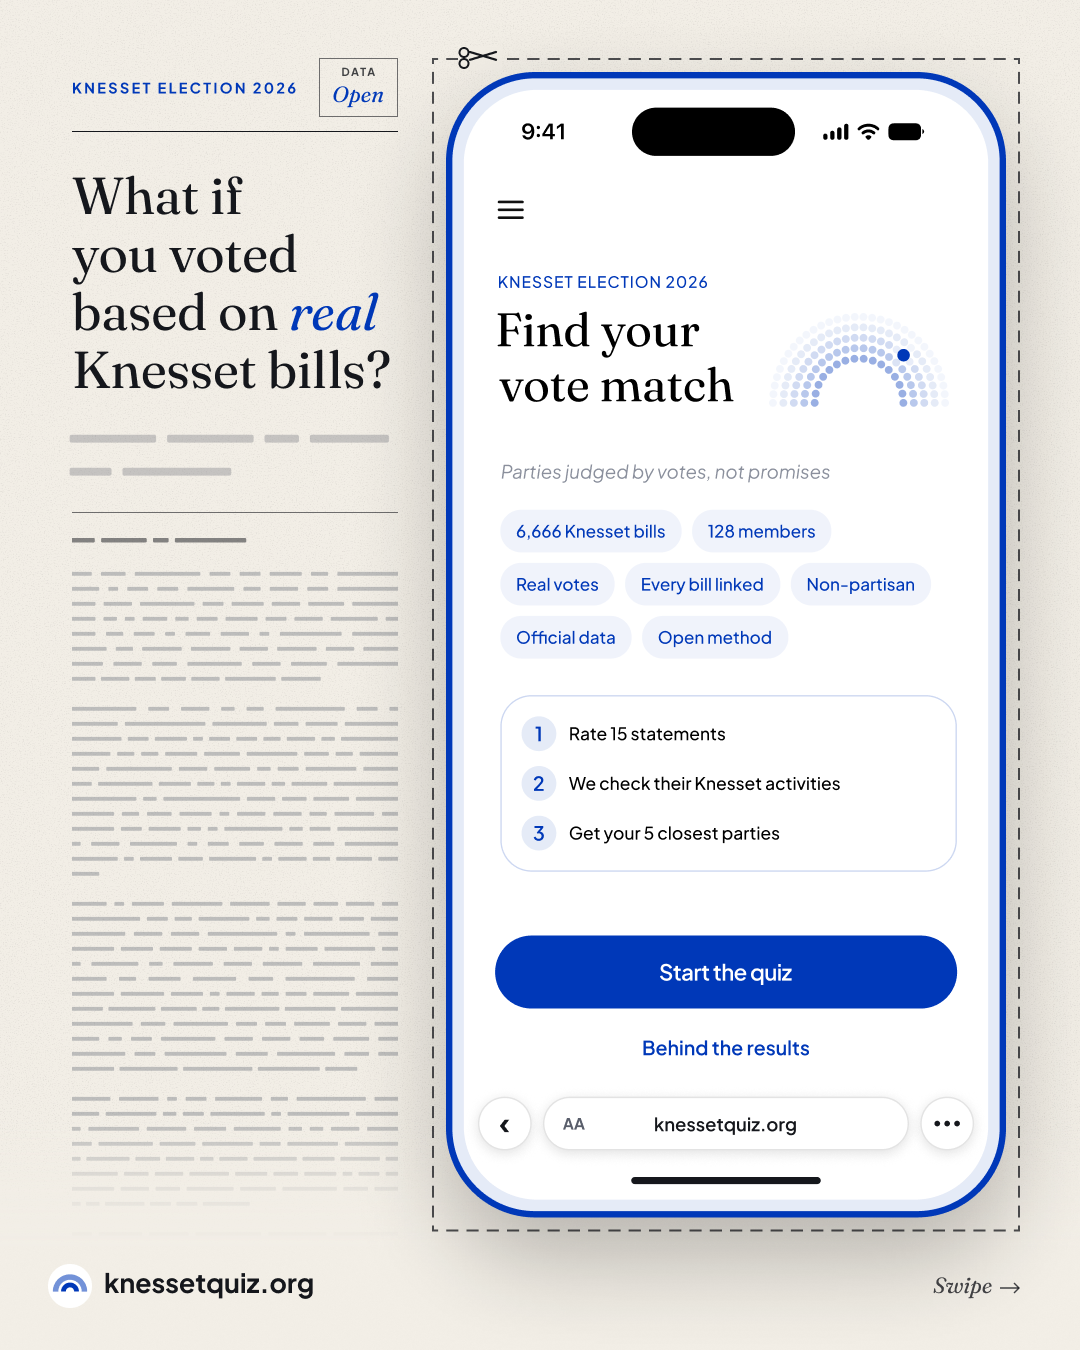 KNESSET ELECTION 2026
DATA
Open
What if
you voted
based on real
Knesset bills?
9:41
KNESSET ELECTION 2026
Find your
vote match
Parties judged by votes, not promises
6,666 Knesset bills
128 members
Real votes
Every bill linked
Non-partisan
Official data
Open method
1 Rate 15 statements
2 We check their Knesset activities
3 Get your 5 closest parties
Start the quiz
Behind the results
AA knessetquiz.org
knessetquiz.org
Swipe →